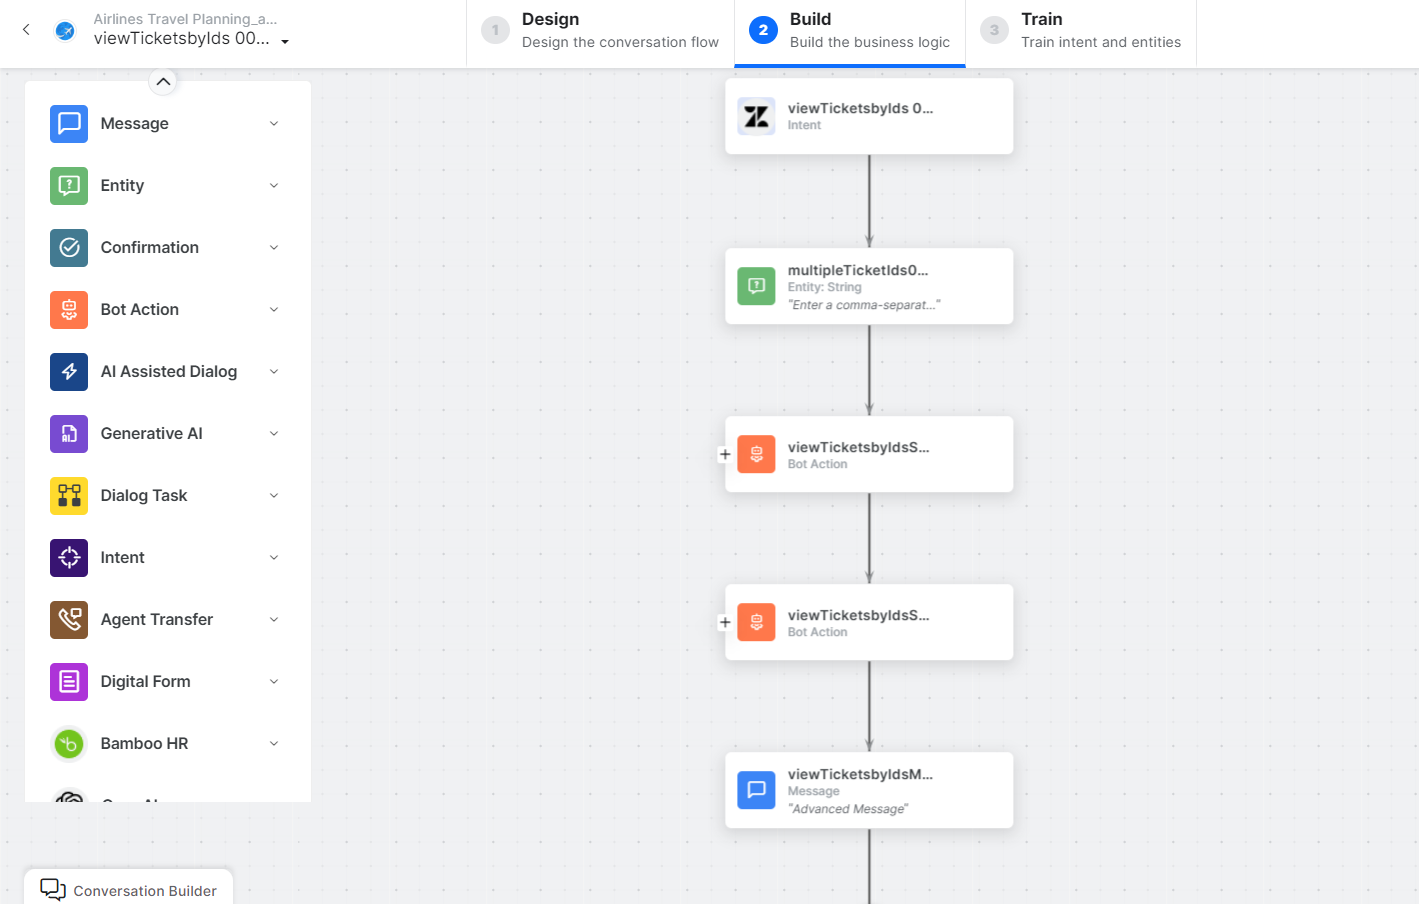 Airlines Travel Planning_a...
viewTicketsbyIds 00...
1
Design
Design the conversation flow
2
Build
Build the business logic
3
Train
Train intent and entities
Message
Entity
Confirmation
Bot Action
AI Assisted Dialog
Generative AI
Dialog Task
Intent
Agent Transfer
Digital Form
Bamboo HR
Conversation Builder
viewTicketsbyIds 0...
Intent
multipleTicketIds0...
Entity: String
"Enter a comma-separat..."
viewTicketsbyIdsS...
Bot Action
viewTicketsbyIdsS...
Bot Action
viewTicketsbyIdsM...
Message
"Advanced Message"